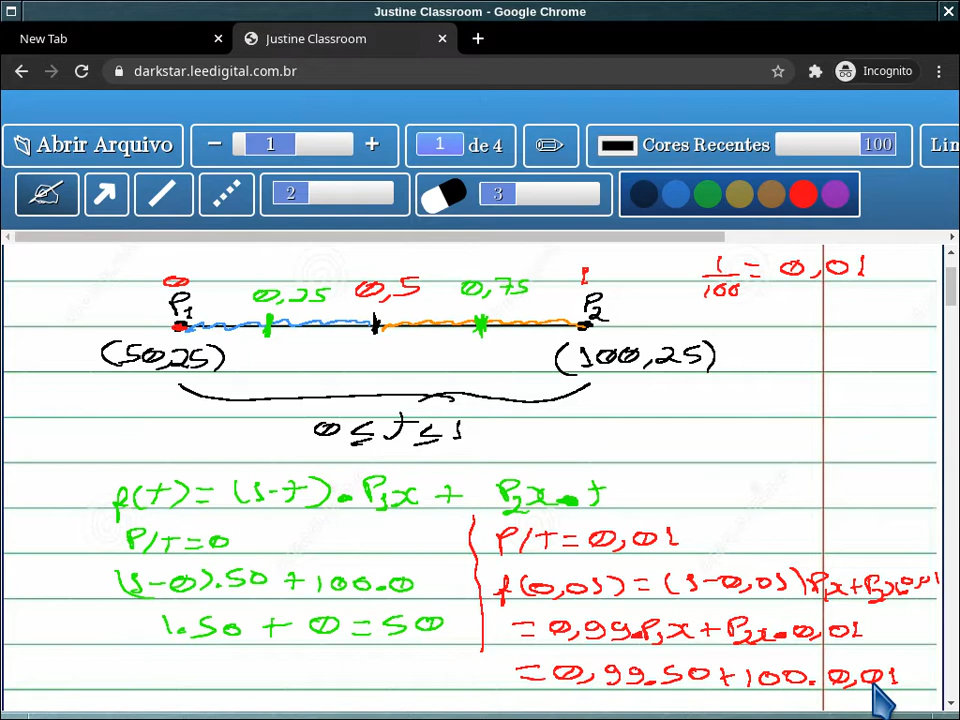 Justine Classroom - Google Chrome
New Tab
Justine Classroom
darkstar.leedigital.com.br
Incognito
Abrir Arquivo
− 1 +
1 de 4
Cores Recentes 100
Lin
2
3
0 0,25 0,5 0,75 1
1/100 = 0,01
P1 P2
(50,25) (100,25)
0 ≤ t ≤ 1
f(t) = (1-t).P1x + P2x.t
P/T=0
(1-0).50 + 100.0
1.50 + 0 = 50
P/T=0,01
f(0,01) = (1-0,01)P1x+P2x.0,01
= 0,99.P1x + P2x.0,01
= 0,99.50+100.0,01